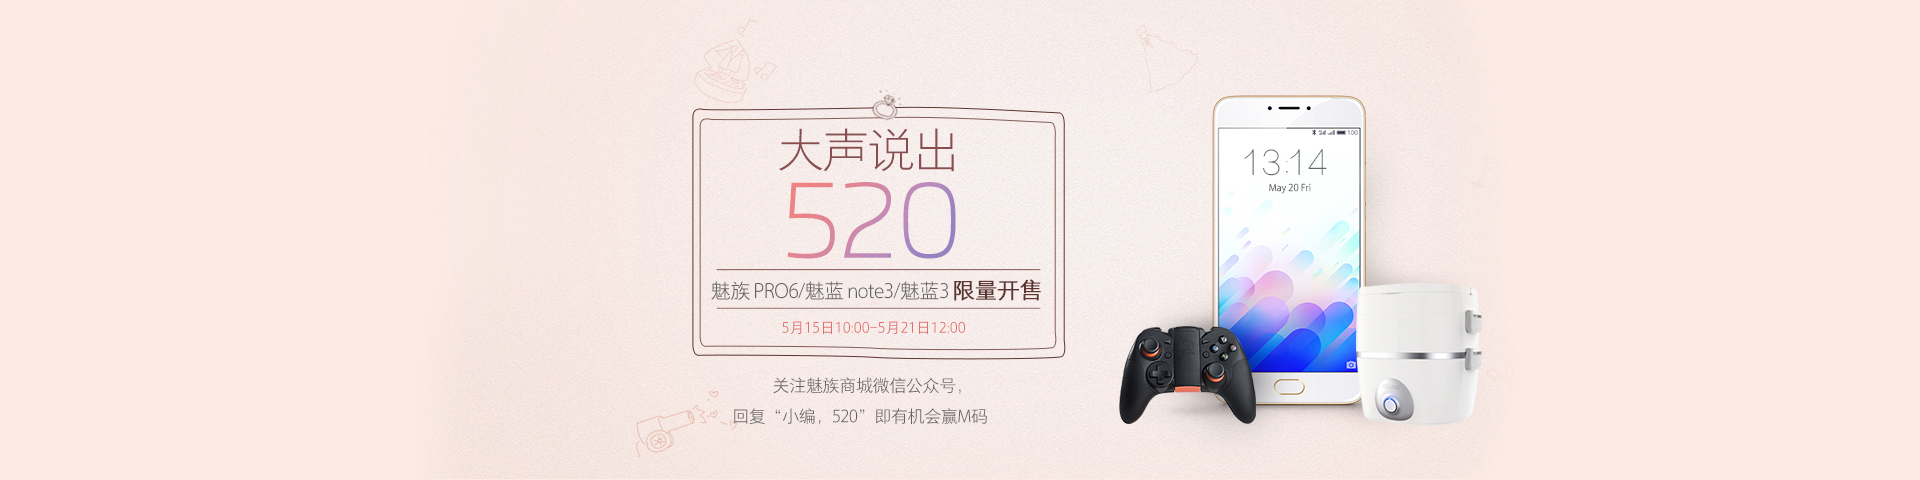 大声说出
520
魅族 PRO6/魅蓝 note3/魅蓝3 限量开售
5月15日10:00-5月21日12:00
关注魅族商城微信公众号，
回复“小编，520”即有机会赢M码
100
13:14
May 20 Fri